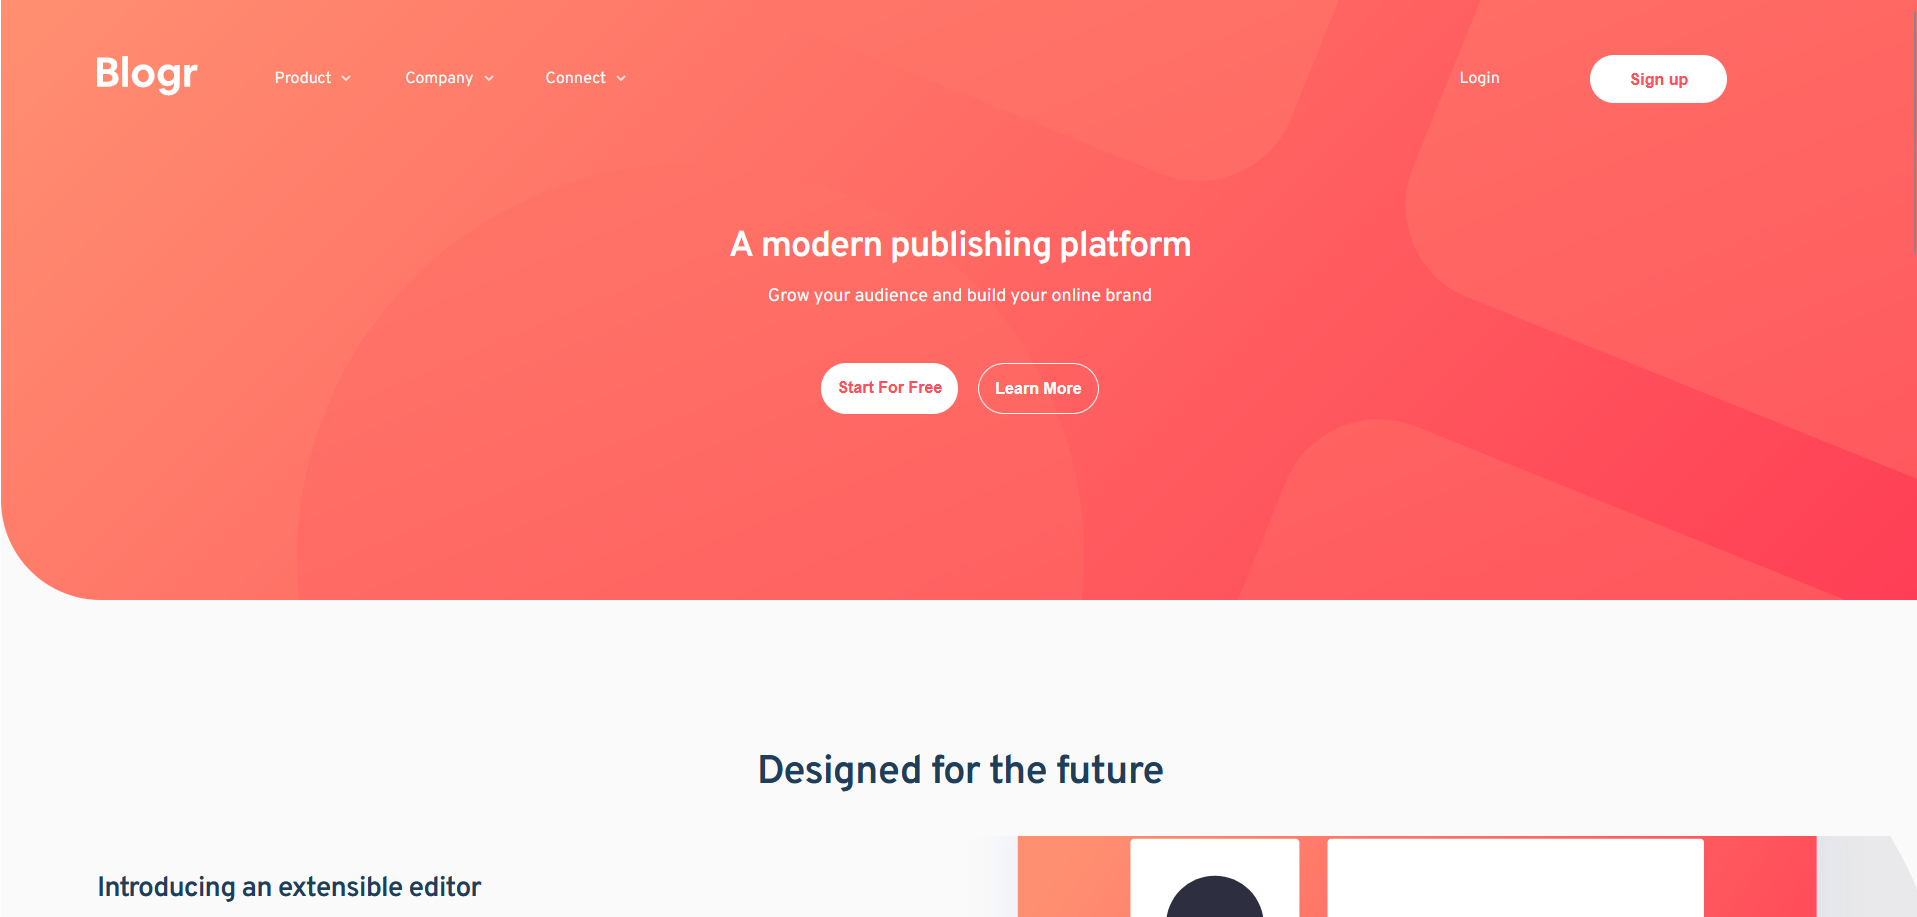 Blogr
Product
Company
Connect
Login
Sign up
A modern publishing platform
Grow your audience and build your online brand
Start For Free
Learn More
Designed for the future
Introducing an extensible editor